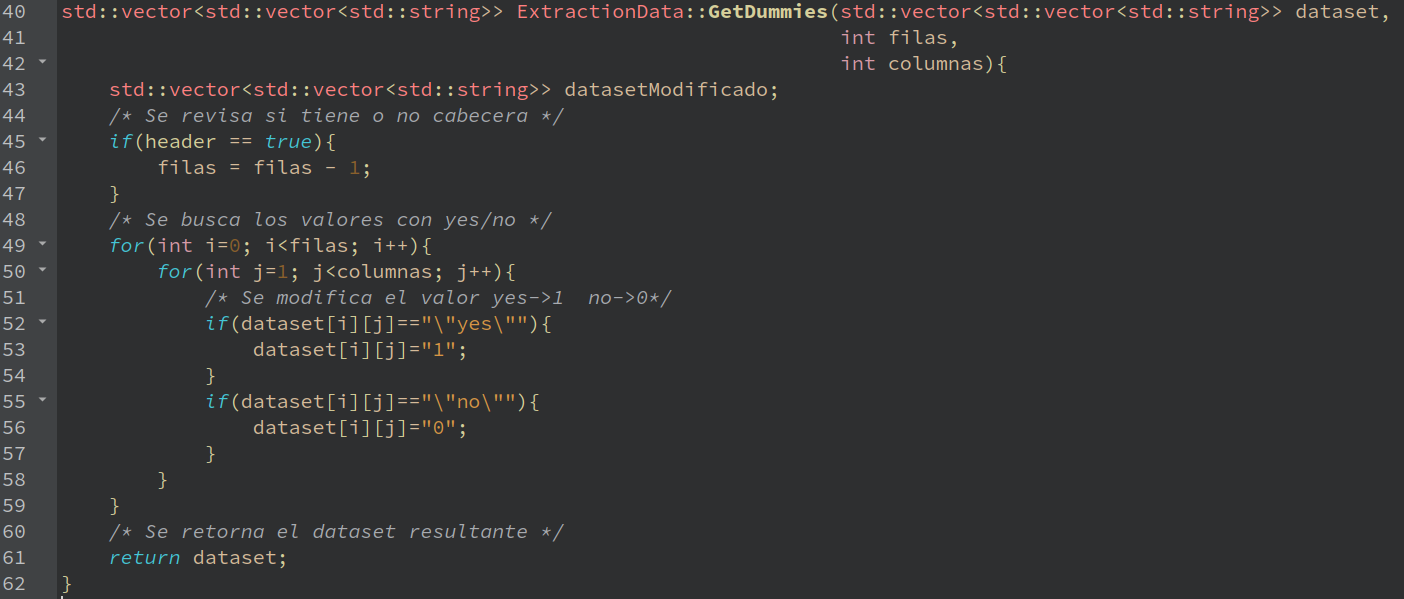 40 std::vector<std::vector<std::string>> ExtractionData::GetDummies(std::vector<std::vector<std::string>> dataset,
41 int filas,
42 int columnas){
43 std::vector<std::vector<std::string>> datasetModificado;
44 /* Se revisa si tiene o no cabecera */
45 if(header == true){
46 filas = filas - 1;
47 }
48 /* Se busca los valores con yes/no */
49 for(int i=0; i<filas; i++){
50 for(int j=1; j<columnas; j++){
51 /* Se modifica el valor yes->1  no->0*/
52 if(dataset[i][j]=="\"yes\""){
53 dataset[i][j]="1";
54 }
55 if(dataset[i][j]=="\"no\""){
56 dataset[i][j]="0";
57 }
58 }
59 }
60 /* Se retorna el dataset resultante */
61 return dataset;
62 }